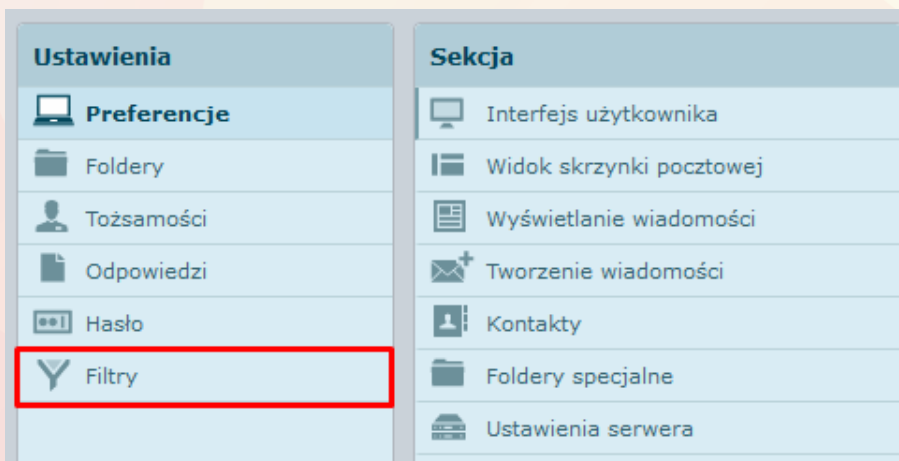 Ustawienia
Preferencje
Foldery
Tożsamości
Odpowiedzi
Hasło
Filtry
Sekcja
Interfejs użytkownika
Widok skrzynki pocztowej
Wyświetlanie wiadomości
Tworzenie wiadomości
Kontakty
Foldery specjalne
Ustawienia serwera